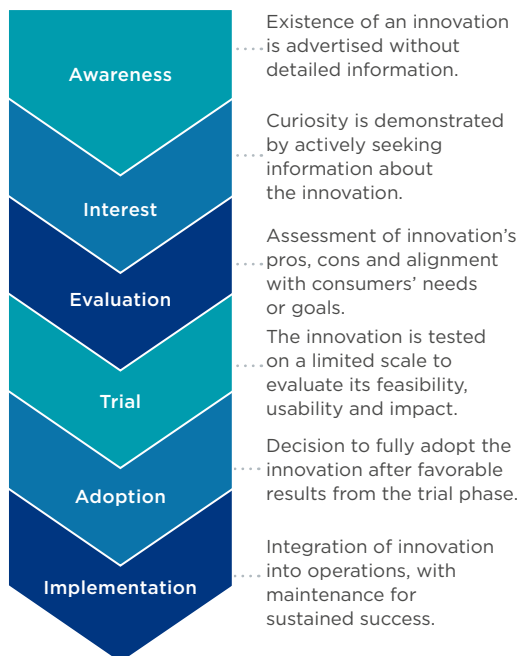 Awareness
Existence of an innovation
is advertised without
detailed information.
Interest
Curiosity is demonstrated
by actively seeking
information about
the innovation.
Evaluation
Assessment of innovation’s
pros, cons and alignment
with consumers’ needs
or goals.
Trial
The innovation is tested
on a limited scale to
evaluate its feasibility,
usability and impact.
Adoption
Decision to fully adopt the
innovation after favorable
results from the trial phase.
Implementation
Integration of innovation
into operations, with
maintenance for
sustained success.